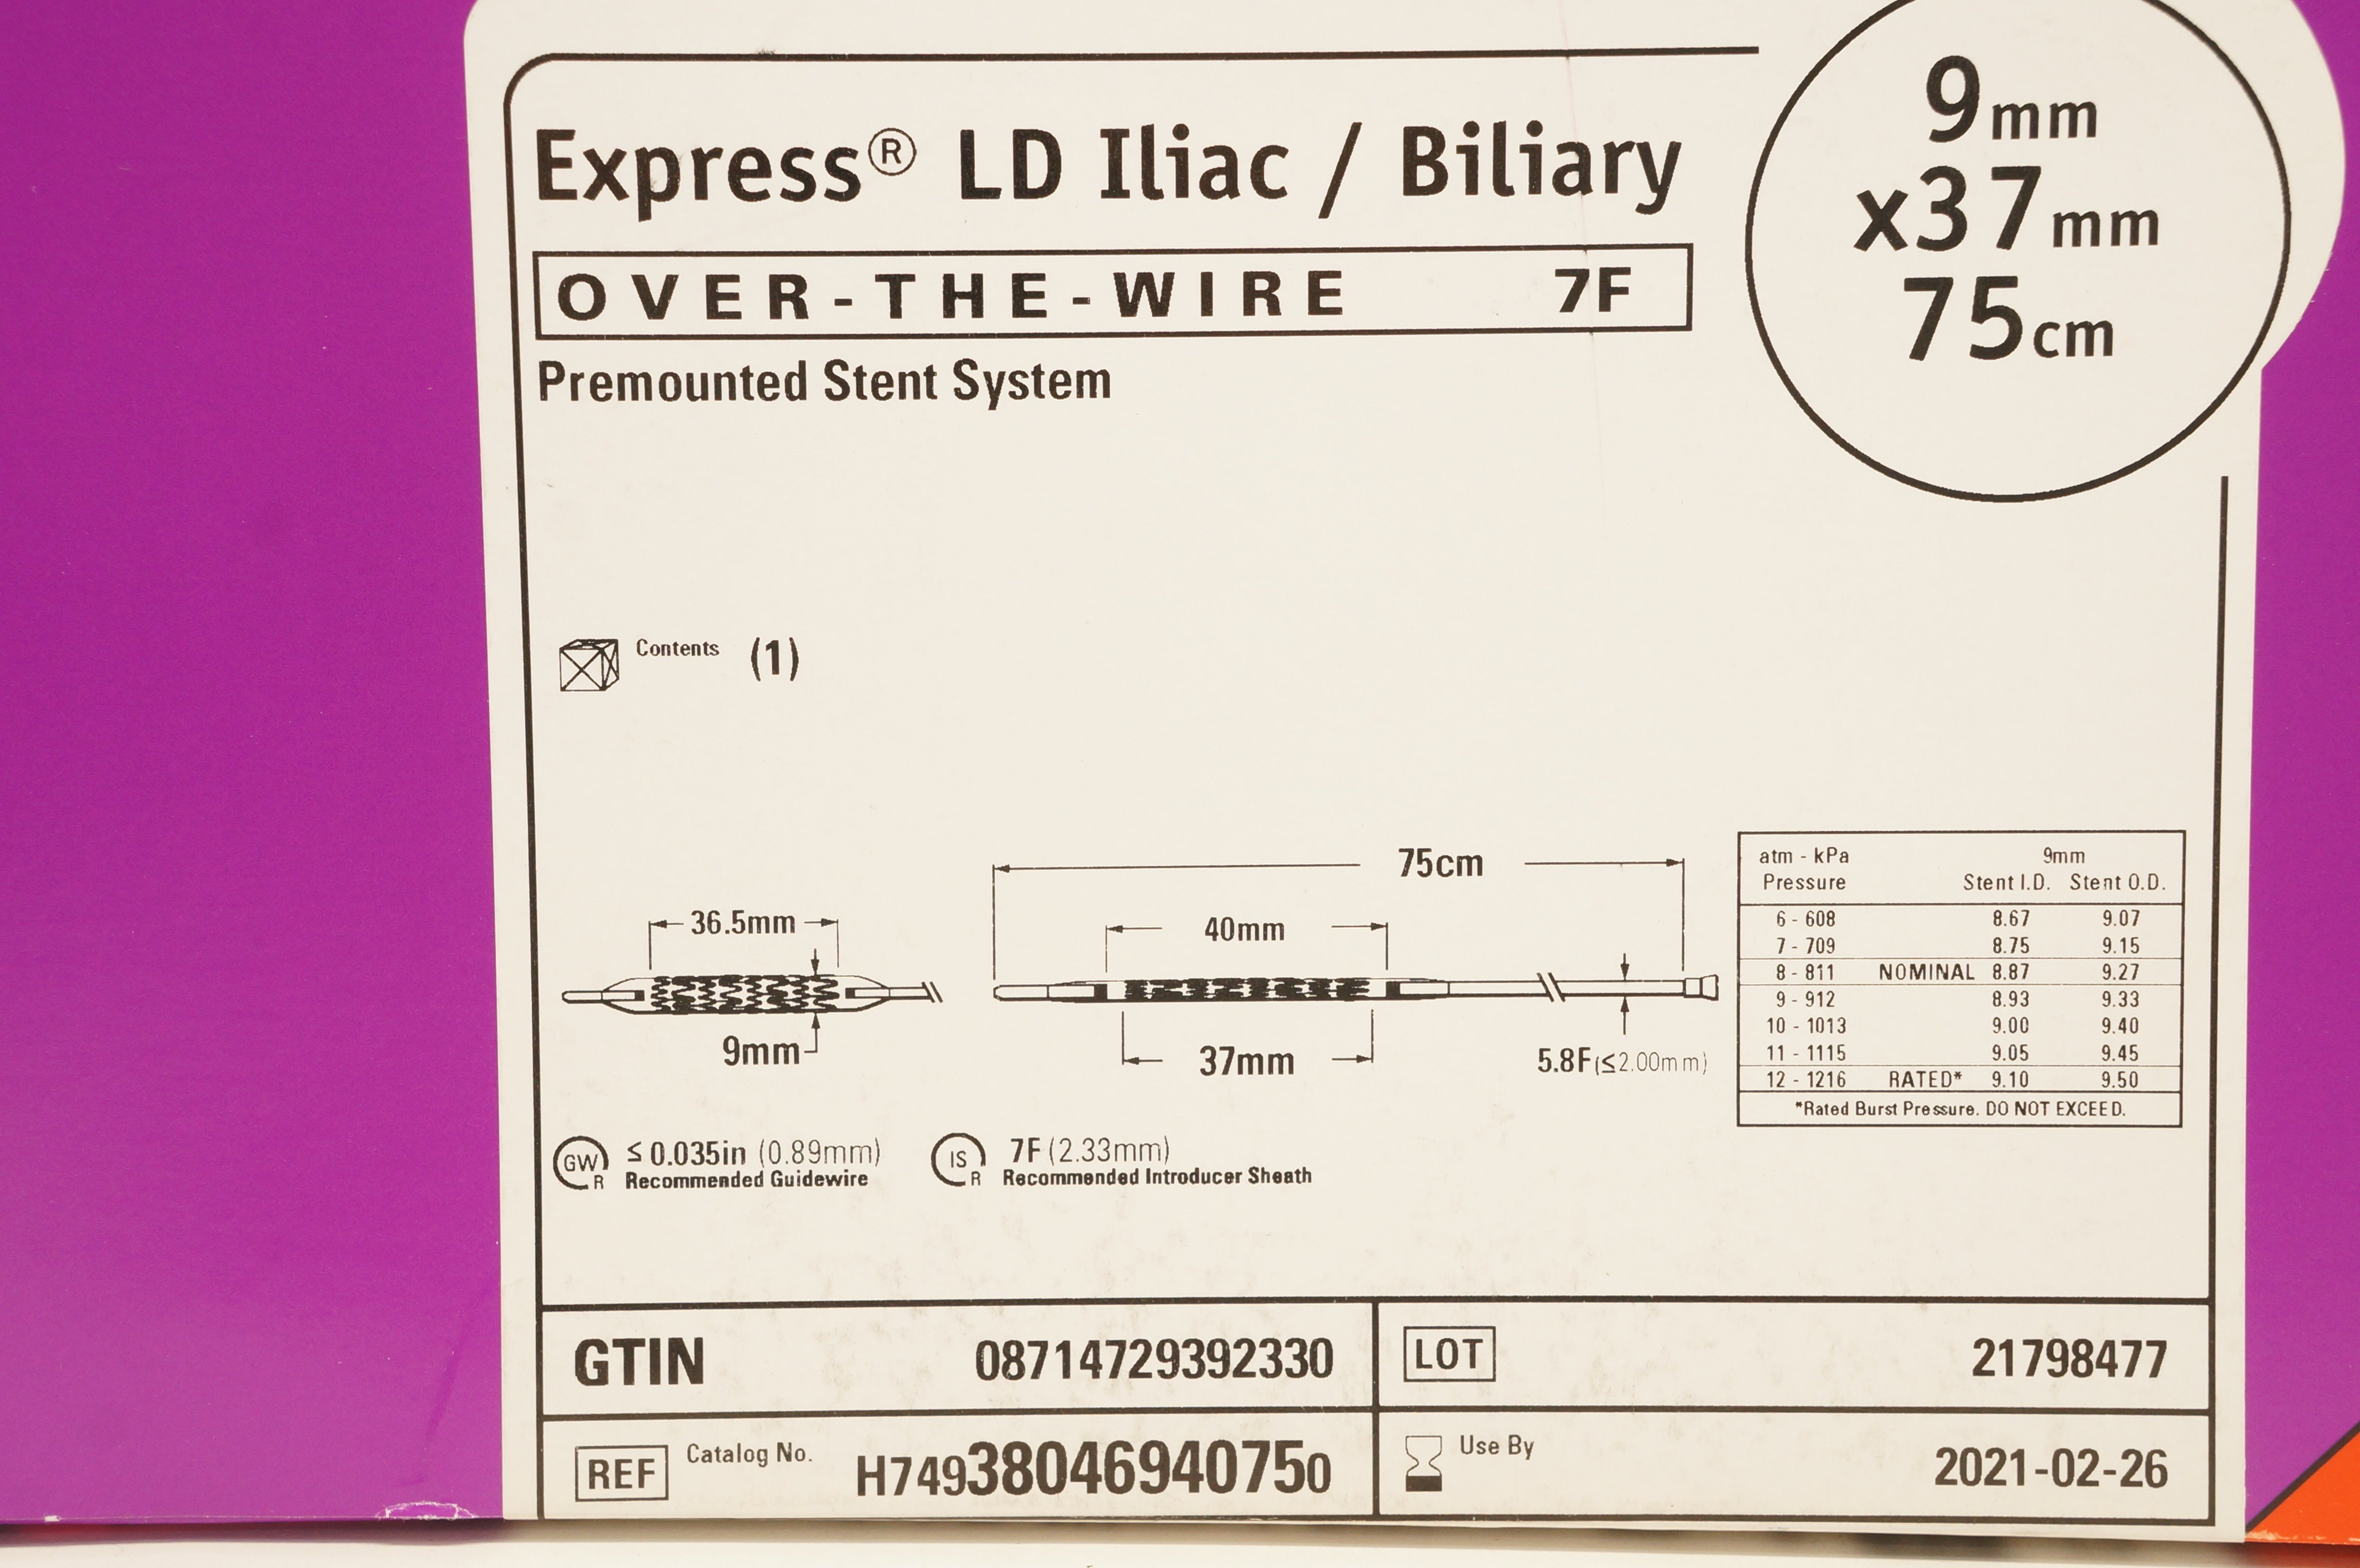 Express® LD Iliac / Biliary
OVER-THE-WIRE 7F
Premounted Stent System
9mm
x37mm
75cm
Contents (1)
36.5mm
9mm
75cm
40mm
37mm
5.8F(≤2.00mm)
atm - kPa 9mm
Pressure Stent I.D. Stent O.D.
6 - 608 8.67 9.07
7 - 709 8.75 9.15
8 - 811 NOMINAL 8.87 9.27
9 - 912 8.93 9.33
10 - 1013 9.00 9.40
11 - 1115 9.05 9.45
12 - 1216 RATED* 9.10 9.50
*Rated Burst Pressure. DO NOT EXCEED.
GW R ≤ 0.035in (0.89mm)
Recommended Guidewire
IS R 7F (2.33mm)
Recommended Introducer Sheath
GTIN 08714729392330
LOT 21798477
REF Catalog No. H74938046940750
Use By 2021-02-26